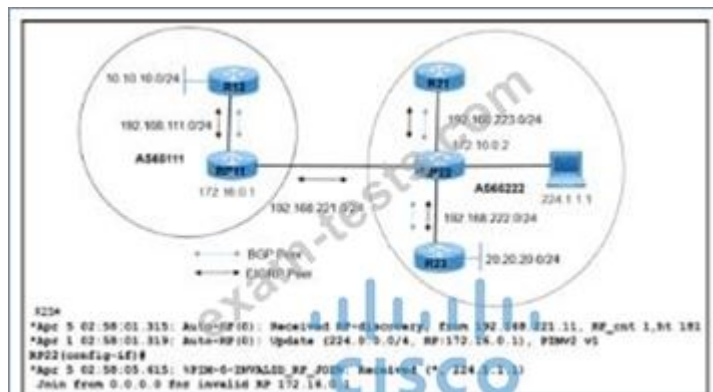 10.10.10.0/24
R12
R21
192.168.111.0/24
192.168.223.0/24
172.16.0.2
RP11
RP22
AS65111
AS65222
172.16.0.1
224.1.1.1
192.168.221.0/24
192.168.222.0/24
BGP Peer
EIGRP Peer
R23
20.20.20.0/24
*Apr 5 02:58:01.315: Auto-RP(0): Received RP-discovery, from 192.168.221.11, RP_cnt 1,ht 181
*Apr 1 02:58:01.319: Auto-RP(0): Update (224.0.0.0/4, RP:172.16.0.1), PIMV2 v1
RP22(config-if)#
*Apr 5 02:58:05.615: %PIM-6-INVALID_RP_JOIN: Received (*, 224.1.1.1)
Join from 0.0.0.0 for invalid RP 172.16.0.1
exam-tests.com
CISCO